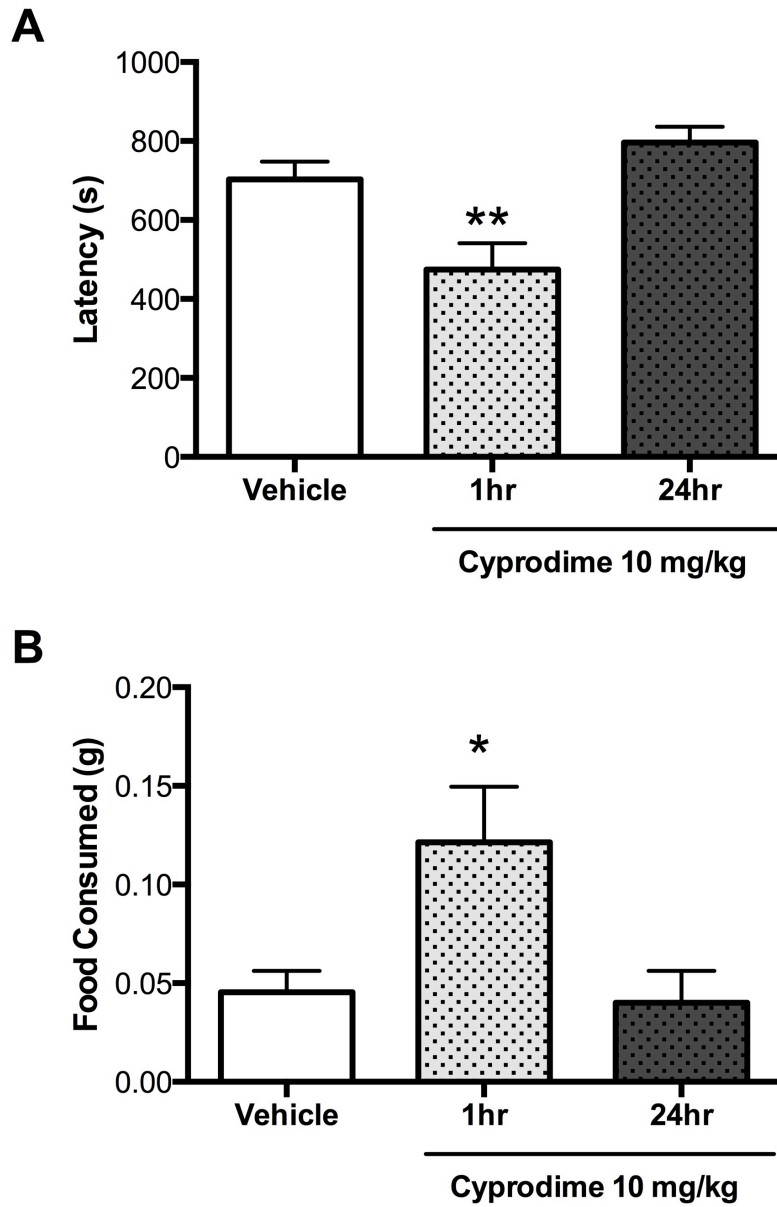 A
1000
800
600
400
200
0
Latency (s)
**
Vehicle 1hr 24hr
Cyprodime 10 mg/kg
B
0.20
0.15
0.10
0.05
0.00
Food Consumed (g)
*
Vehicle 1hr 24hr
Cyprodime 10 mg/kg